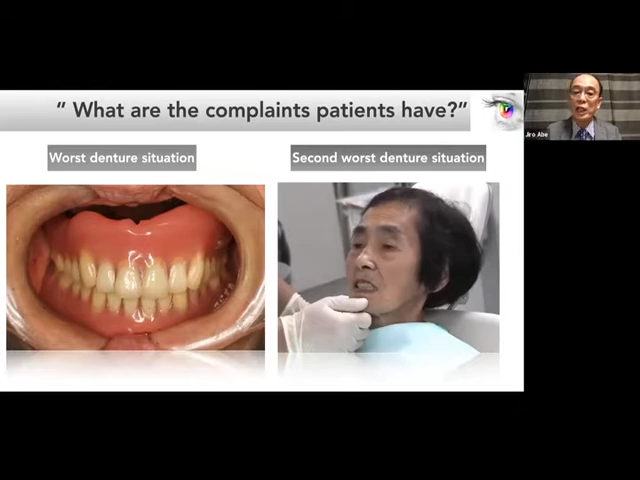 “ What are the complaints patients have?”
Jiro Abe
Worst denture situation
Second worst denture situation